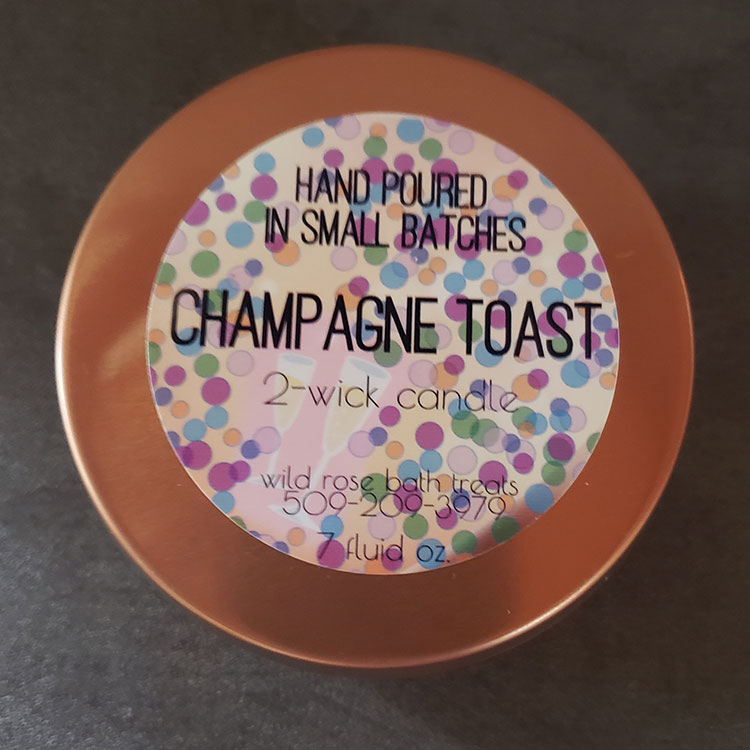 HAND POURED
IN SMALL BATCHES
CHAMPAGNE TOAST
2-wick candle
wild rose bath treats
509-209-3979
7 fluid oz.